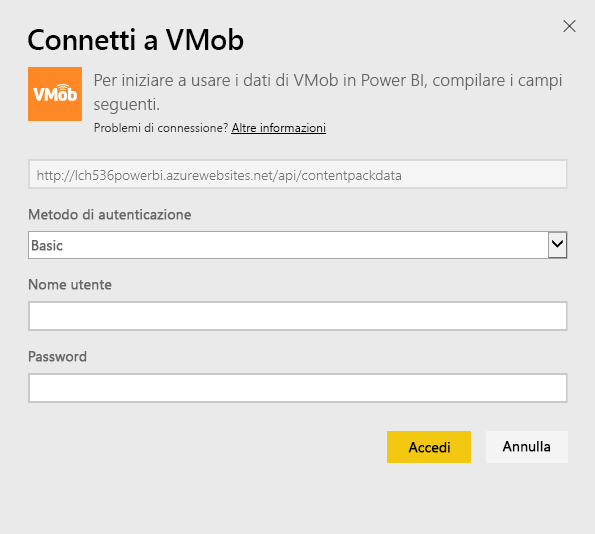 Connetti a VMob
VMob
Per iniziare a usare i dati di VMob in Power BI, compilare i campi
seguenti.
Problemi di connessione? Altre informazioni
http://lch536powerbi.azurewebsites.net/api/contentpackdata
Metodo di autenticazione
Basic
Nome utente
Password
Accedi
Annulla